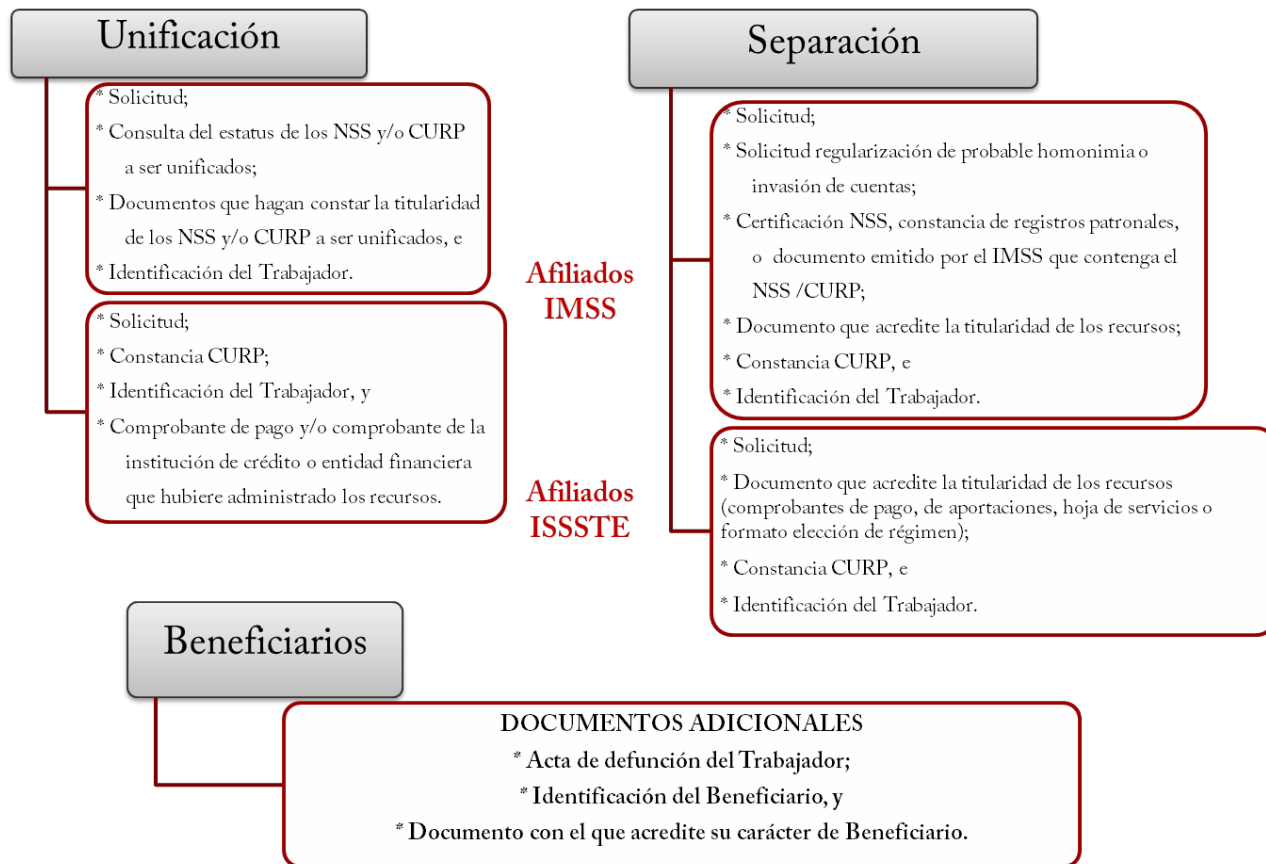 Unificación
* Solicitud;
* Consulta del estatus de los NSS y/o CURP
a ser unificados;
* Documentos que hagan constar la titularidad
de los NSS y/o CURP a ser unificados, e
* Identificación del Trabajador.
* Solicitud;
* Constancia CURP;
* Identificación del Trabajador, y
* Comprobante de pago y/o comprobante de la
institución de crédito o entidad financiera
que hubiere administrado los recursos.
Afiliados
IMSS
Afiliados
ISSSTE
Separación
* Solicitud;
* Solicitud regularización de probable homonimia o
invasión de cuentas;
* Certificación NSS, constancia de registros patronales,
o documento emitido por el IMSS que contenga el
NSS /CURP;
* Documento que acredite la titularidad de los recursos;
* Constancia CURP, e
* Identificación del Trabajador.
* Solicitud;
* Documento que acredite la titularidad de los recursos
(comprobantes de pago, de aportaciones, hoja de servicios o
formato elección de régimen);
* Constancia CURP, e
* Identificación del Trabajador.
Beneficiarios
DOCUMENTOS ADICIONALES
* Acta de defunción del Trabajador;
* Identificación del Beneficiario, y
* Documento con el que acredite su carácter de Beneficiario.